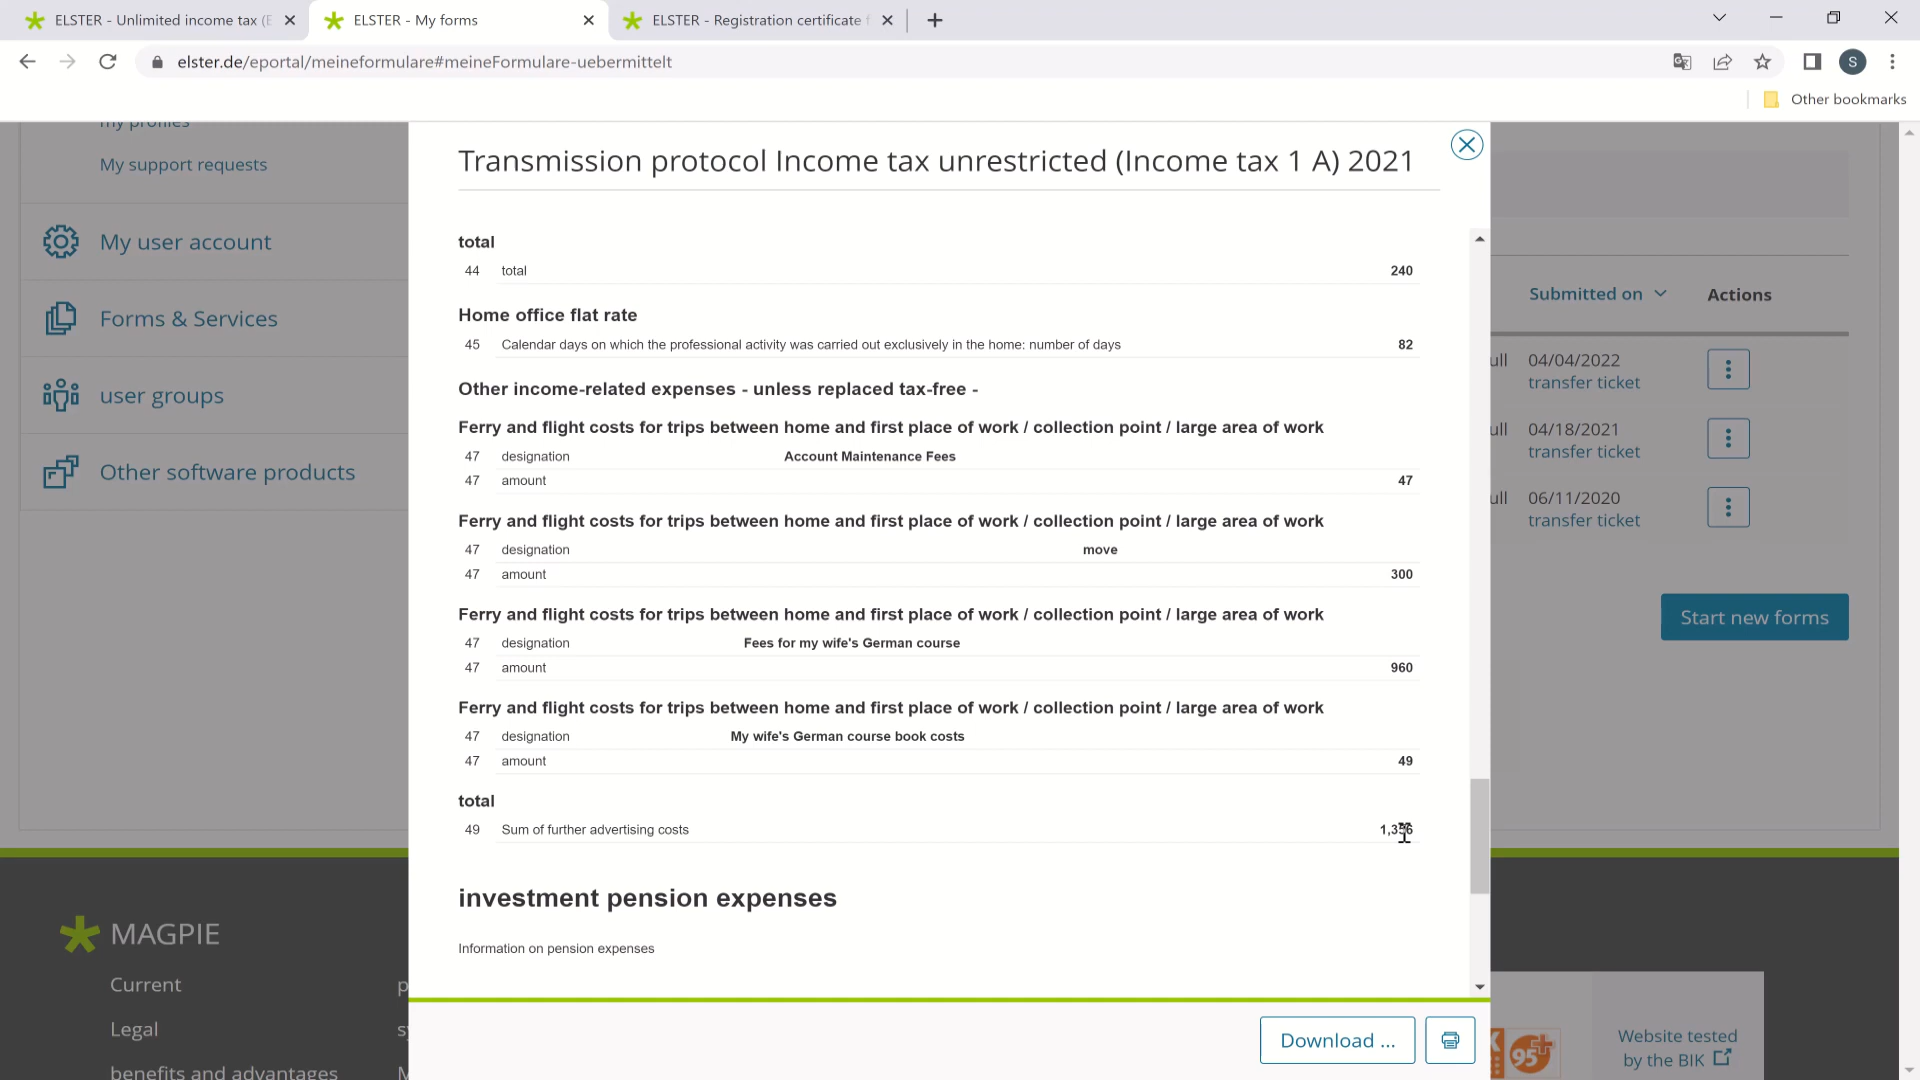 ELSTER - Unlimited income tax (E
ELSTER - My forms
ELSTER - Registration certificate f
elster.de/eportal/meineformulare#meineFormulare-uebermittelt
S
Other bookmarks
my profiles
My support requests
My user account
Forms & Services
user groups
Other software products
Transmission protocol Income tax unrestricted (Income tax 1 A) 2021
total
44 total 240
Home office flat rate
45 Calendar days on which the professional activity was carried out exclusively in the home: number of days 82
Other income-related expenses - unless replaced tax-free -
Ferry and flight costs for trips between home and first place of work / collection point / large area of work
47 designation Account Maintenance Fees
47 amount 47
Ferry and flight costs for trips between home and first place of work / collection point / large area of work
47 designation move
47 amount 300
Ferry and flight costs for trips between home and first place of work / collection point / large area of work
47 designation Fees for my wife's German course
47 amount 960
Ferry and flight costs for trips between home and first place of work / collection point / large area of work
47 designation My wife's German course book costs
47 amount 49
total
49 Sum of further advertising costs 1,356
investment pension expenses
Information on pension expenses
Download ...
Submitted on Actions
ull 04/04/2022
transfer ticket
ull 04/18/2021
transfer ticket
ull 06/11/2020
transfer ticket
Start new forms
MAGPIE
Current p
Legal sy
benefits and advantages M
95+
Website tested
by the BIK